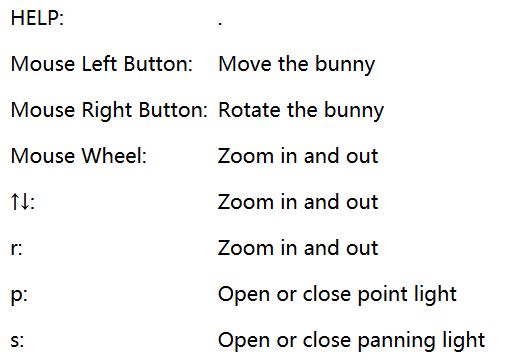 HELP: .
Mouse Left Button: Move the bunny
Mouse Right Button: Rotate the bunny
Mouse Wheel: Zoom in and out
↑↓: Zoom in and out
r: Zoom in and out
p: Open or close point light
s: Open or close panning light